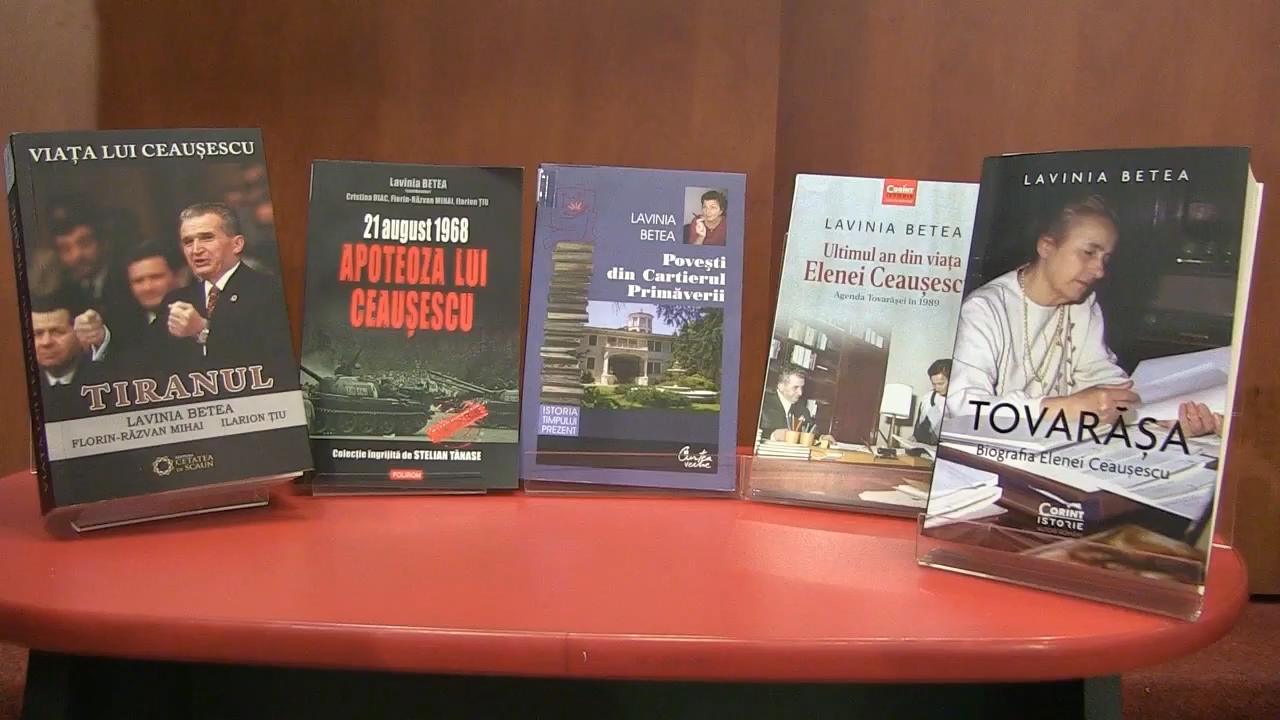 VIAȚA LUI CEAUȘESCU
TIRANUL
LAVINIA BETEA
FLORIN-RĂZVAN MIHAI ILARION ȚIU
CETATEA
DE SCAUN
Lavinia BETEA
Cristina DIAC, Florin-Răzvan MIHAI, Ilarion ȚIU
21 august 1968
APOTEOZA LUI
CEAUȘESCU
Colecție îngrijită de STELIAN TĂNASE
POLIROM
LAVINIA
BETEA
Povești
din Cartierul
Primăverii
ISTORIA
TIMPULUI
PREZENT
Cartea
veche
CORINT
ISTORIE
LAVINIA BETEA
Ultimul an din viața
Elenei Ceaușesc
Agenda Tovarășei în 1989
LAVINIA BETEA
TOVARĂȘA
Biografia Elenei Ceaușescu
CORINT
ISTORIE